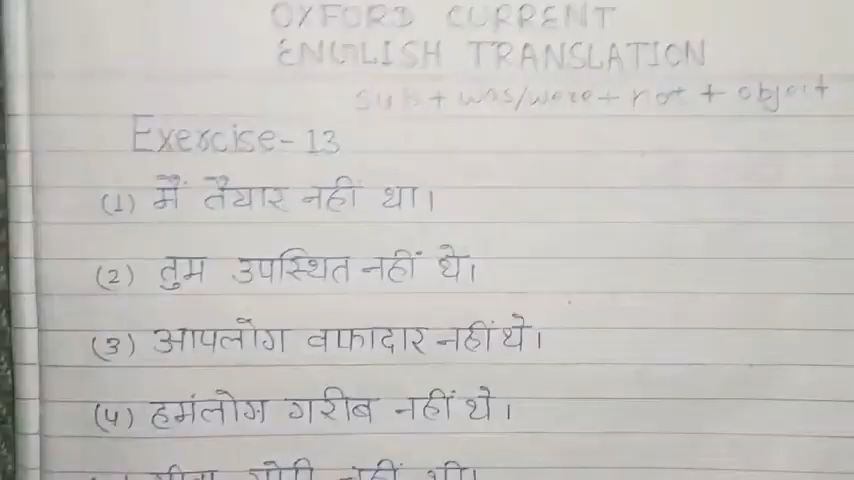 OXFORD CURRENT
ENGLISH TRANSLATION
sub + was/were + not + object
Exercise-13
(1) मैं तैयार नहीं था।
(2) तुम उपस्थित नहीं थे।
(3) आपलोग वफादार नहीं थे।
(4) हमलोग गरीब नहीं थे।
नहीं थी।